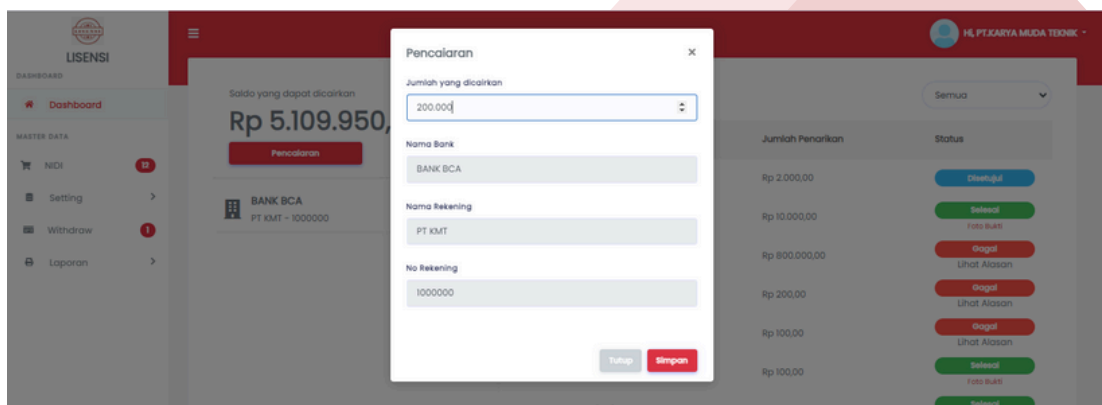 LISENSI
DASHBOARD
Dashboard
MASTER DATA
NIDI 12
Setting
Withdraw 1
Laporan
Hi, PT.KARYA MUDA TEKNIK
Saldo yang dapat dicairkan
Rp 5.109.950,
Pencaiaran
BANK BCA
PT KMT - 1000000
Pencaiaran ×
Jumlah yang dicairkan
200.000
Nama Bank
BANK BCA
Nama Rekening
PT KMT
No Rekening
1000000
Tutup Simpan
Semua
Jumlah Penarikan Status
Rp 2.000,00 Disetujui
Rp 10.000,00 Selesai
Foto Bukti
Rp 800.000,00 Gagal
Lihat Alasan
Rp 200,00 Gagal
Lihat Alasan
Rp 100,00 Gagal
Lihat Alasan
Rp 100,00 Selesai
Foto Bukti
Selesai